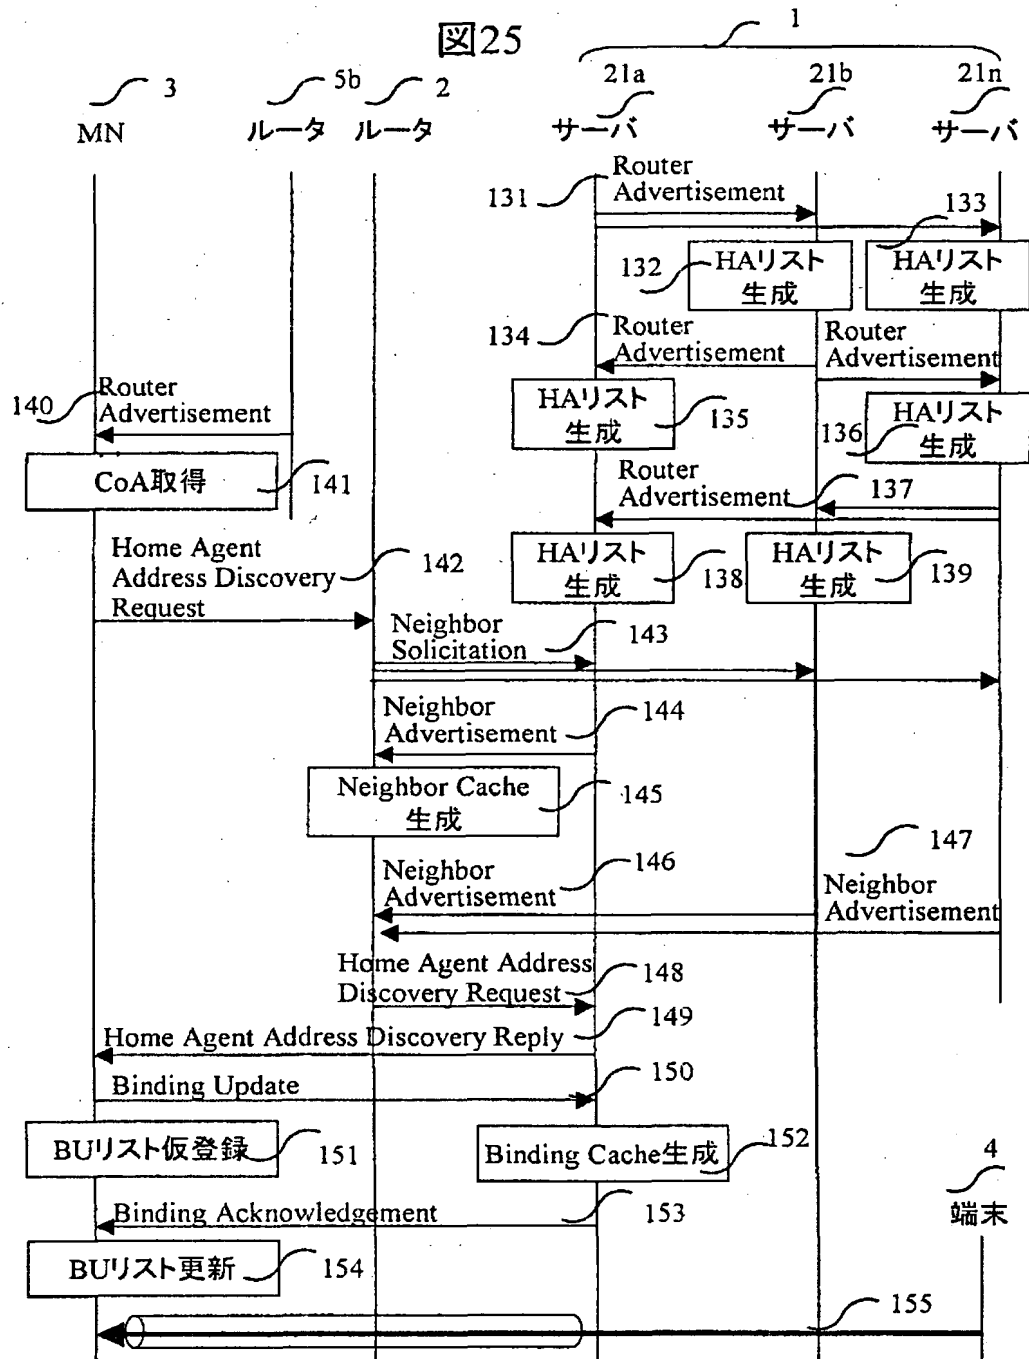 図25
1
3
5b
2
21a
21b
21n
MN
ルータ
ルータ
サーバ
サーバ
サーバ
131
Router
Advertisement
133
132
HAリスト
生成
HAリスト
生成
134
Router
Advertisement
Router
Advertisement
140
Router
Advertisement
HAリスト
生成
135
136
HAリスト
生成
CoA取得
141
Router
Advertisement
137
Home Agent
Address Discovery
Request
142
HAリスト
生成
138
HAリスト
生成
139
Neighbor
Solicitation
143
Neighbor
Advertisement
144
Neighbor Cache
生成
145
147
Neighbor
Advertisement
146
Neighbor
Advertisement
Home Agent Address
Discovery Request
148
Home Agent Address Discovery Reply
149
Binding Update
150
BUリスト仮登録
151
Binding Cache生成
152
4
端末
Binding Acknowledgement
153
BUリスト更新
154
155